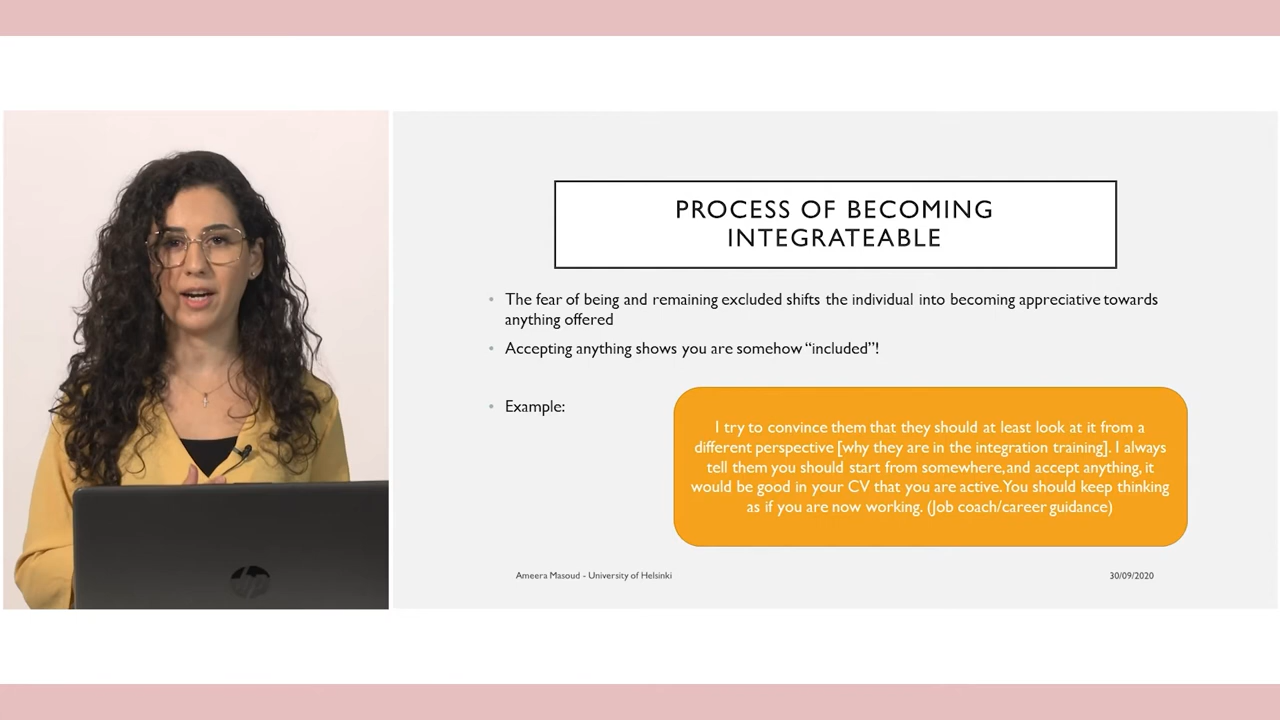 PROCESS OF BECOMING
INTEGRATEABLE
• The fear of being and remaining excluded shifts the individual into becoming appreciative towards
anything offered
• Accepting anything shows you are somehow “included”!
• Example:
I try to convince them that they should at least look at it from a
different perspective [why they are in the integration training]. I always
tell them you should start from somewhere, and accept anything, it
would be good in your CV that you are active. You should keep thinking
as if you are now working. (Job coach/career guidance)
Ameera Masoud - University of Helsinki
30/09/2020
hp